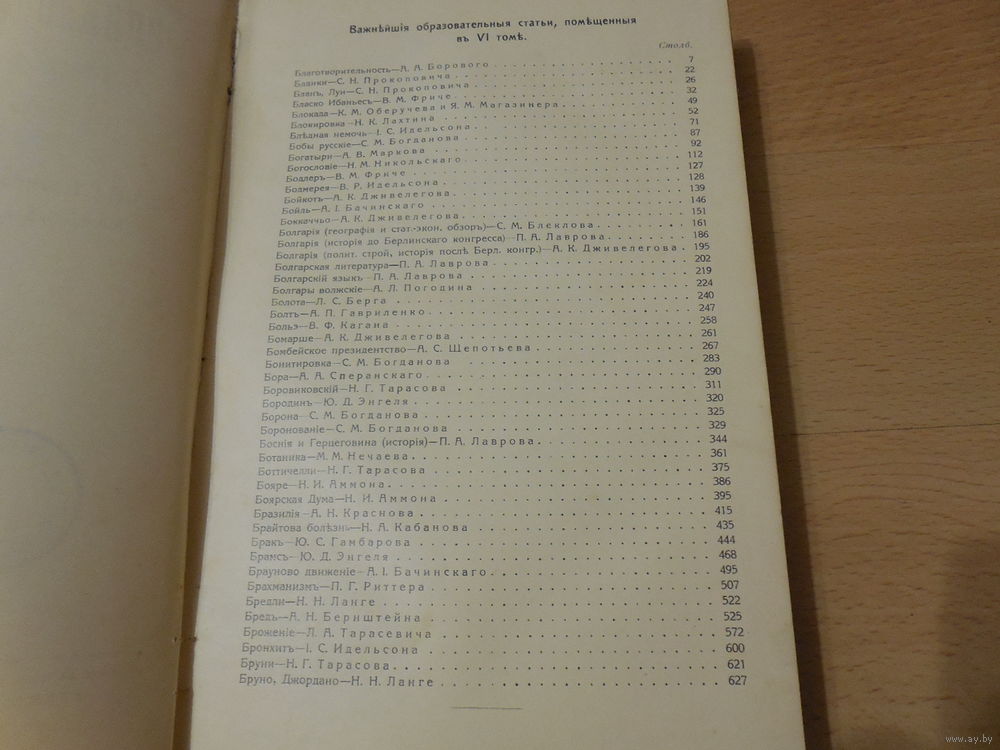 Важнѣйшія образовательныя статьи, помѣщенныя
въ VI томѣ.
Столб.
Благотворительность—А. А. Борового 7
Бланки—С. Н. Прокоповича 22
Бланъ, Луи—С. Н. Прокоповича 26
Бласко Ибаньесъ—В. М. Фриче 32
Блокада—К. М. Оберучева и Я. М. Магазинера 49
Блокировка—Н. К. Лахтина 52
Блѣдная немочь—І. С. Идельсона 71
Бобы русскіе—С. М. Богданова 87
Богатыри—А. В. Маркова 92
Богословіе—Н. М. Никольскаго 112
Бодлеръ—В. М. Фриче 127
Бодмерея—В. Р. Идельсона 128
Бойкотъ—А. К. Дживелегова 139
Бойль—А. І. Бачинскаго 146
Боккаччьо—А. К. Дживелегова 151
Болгарія (географія и стат.-экон. обзоръ)—С. М. Блеклова 161
Болгарія (исторія до Берлинскаго конгресса)—П. А. Лаврова 186
Болгарія (полит. строй, исторія послѣ Берл. конгр.)—А. К. Дживелегова 195
Болгарская литература—П. А. Лаврова 202
Болгарскій языкъ—П. А. Лаврова 219
Болгары волжскіе—А. Л. Погодина 224
Болота—Л. С. Берга 240
Болтъ—А. П. Гавриленко 247
Больэ—В. Ф. Кагана 258
Бомарше—А. К. Дживелегова 261
Бомбейское президентство—А. С. Щепотьева 267
Бонитировка—С. М. Богданова 283
Бора—А. А. Сперанскаго 290
Боровиковскій—Н. Г. Тарасова 311
Бородинъ—Ю. Д. Энгеля 320
Борона—С. М. Богданова 325
Боронованіе—С. М. Богданова 329
Боснія и Герцеговина (исторія)—П. А. Лаврова 344
Ботаника—М. М. Нечаева 361
Боттичелли—Н. Г. Тарасова 375
Бояре—Н. И. Аммона 386
Боярская Дума—Н. И. Аммона 395
Бразилія—А. Н. Краснова 415
Брайтова болѣзнь—Н. А. Кабанова 435
Бракъ—Ю. С. Гамбарова 444
Брамсъ—Ю. Д. Энгеля 468
Брауново движеніе—А. І. Бачинскаго 495
Брахманизмъ—П. Г. Риттера 507
Бредли—Н. Н. Ланге 522
Бредъ—А. Н. Бернштейна 525
Броженіе—Л. А. Тарасевича 572
Бронхитъ—І. С. Идельсона 600
Бруни—Н. Г. Тарасова 621
Бруно, Джордано—Н. Н. Ланге 627
www.ay.by